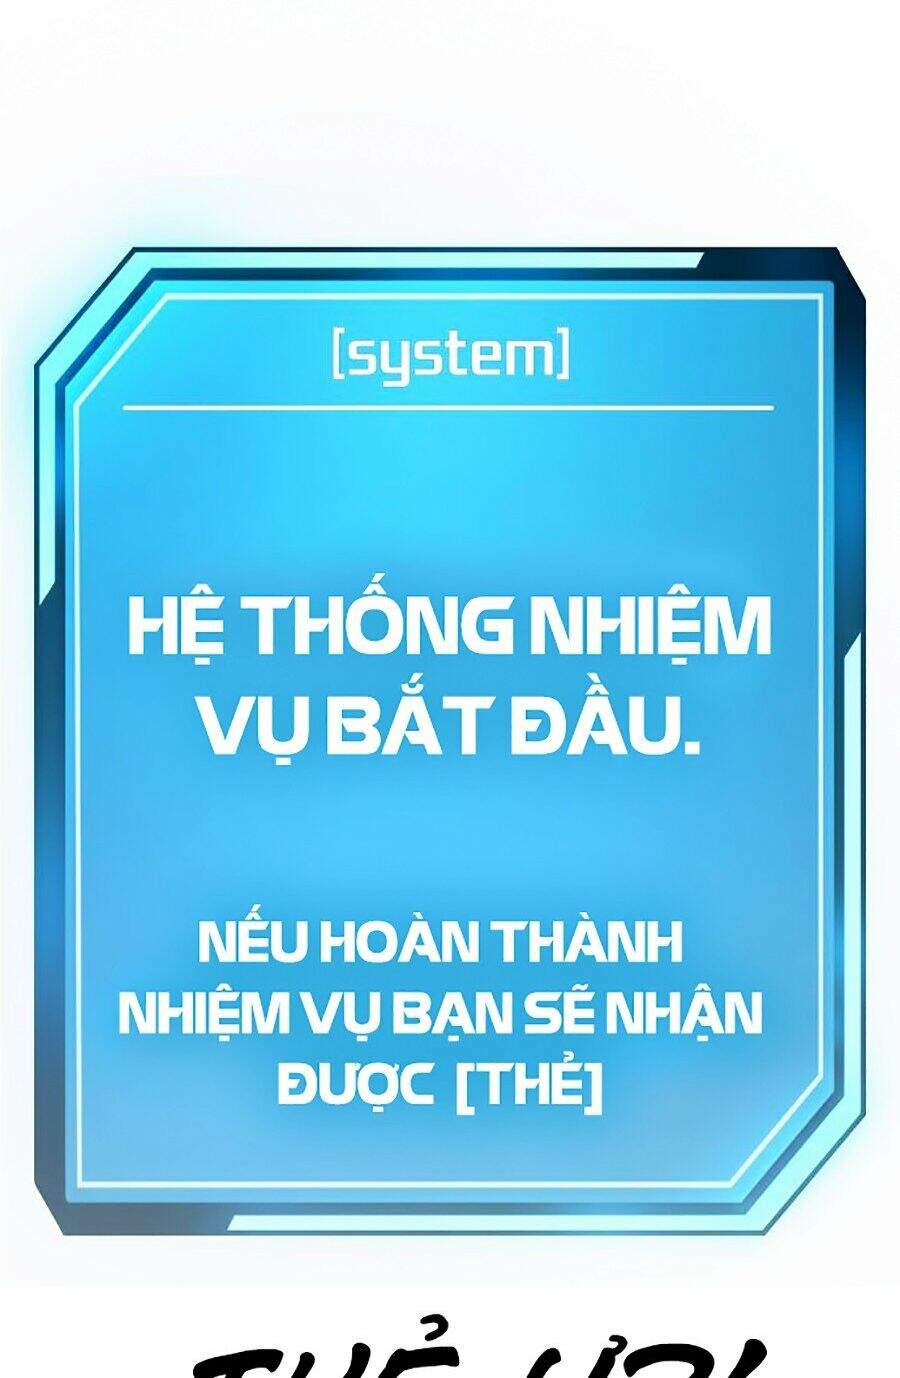 [system]
HỆ THỐNG NHIỆM
VỤ BẮT ĐẦU.
NẾU HOÀN THÀNH
NHIỆM VỤ BẠN SẼ NHẬN
ĐƯỢC [THẺ]